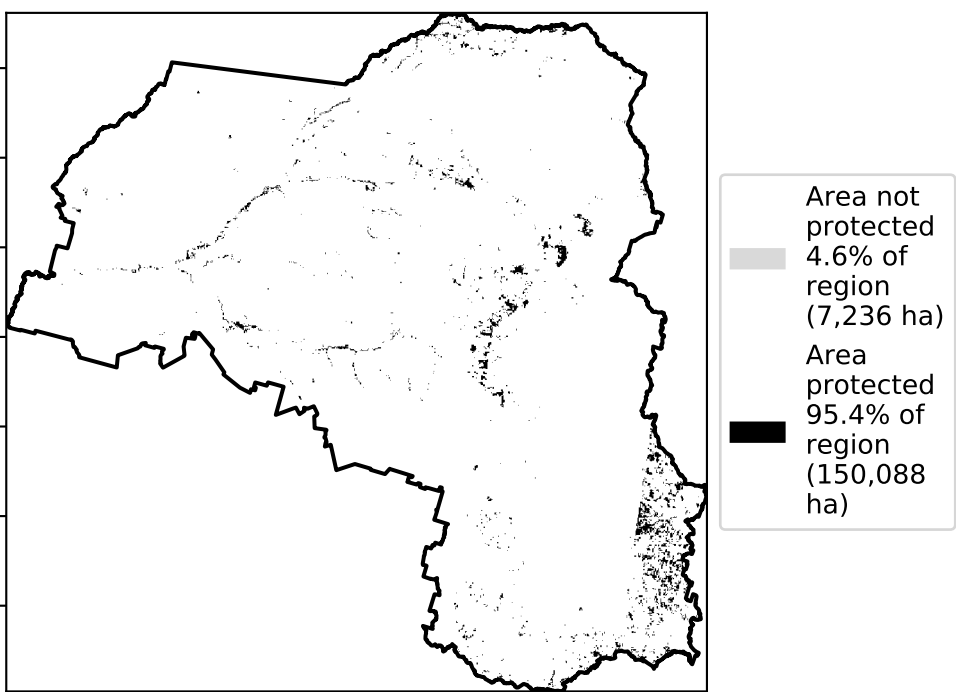 Area not
protected
4.6% of
region
(7,236 ha)
Area
protected
95.4% of
region
(150,088
ha)